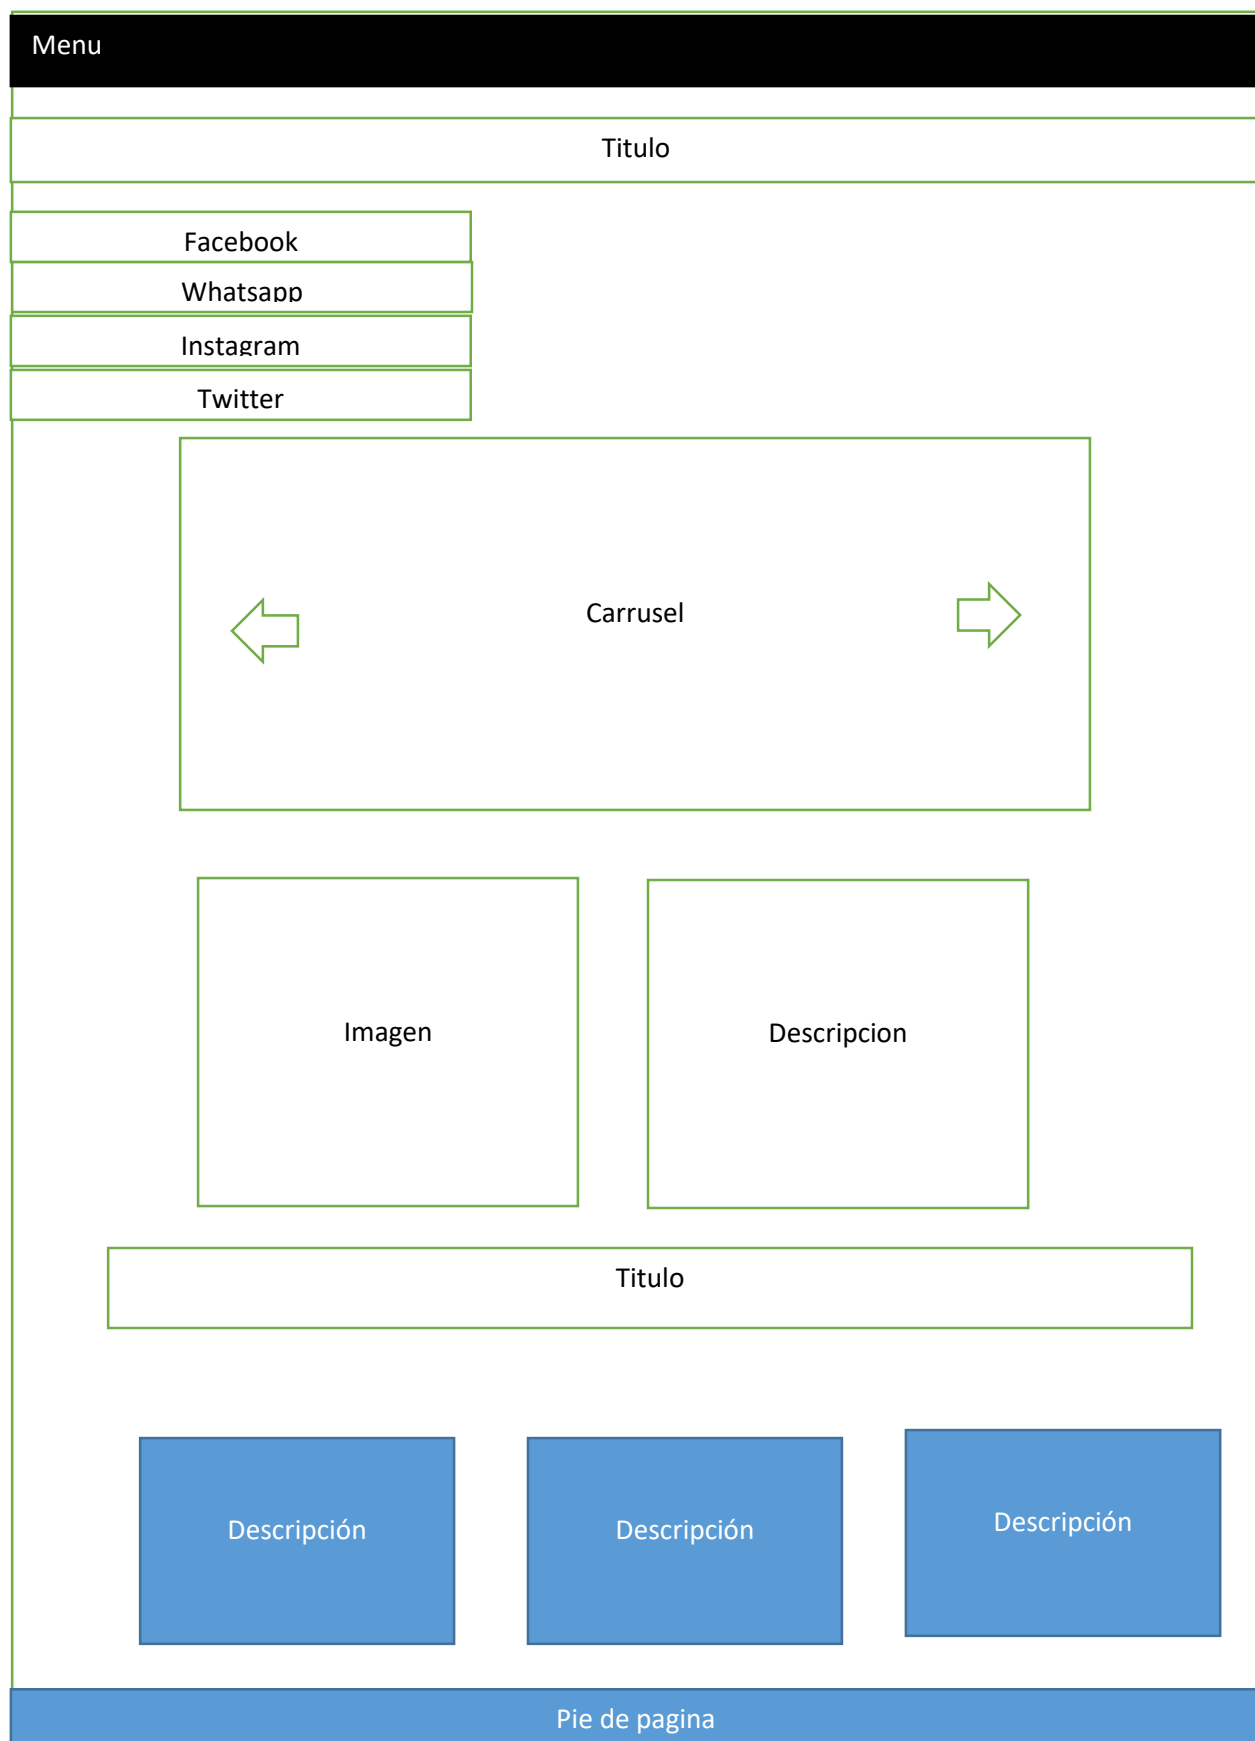 Menu
Titulo
Facebook
Whatsapp
Instagram
Twitter
Carrusel
Imagen
Descripcion
Titulo
Descripción
Descripción
Descripción
Pie de pagina